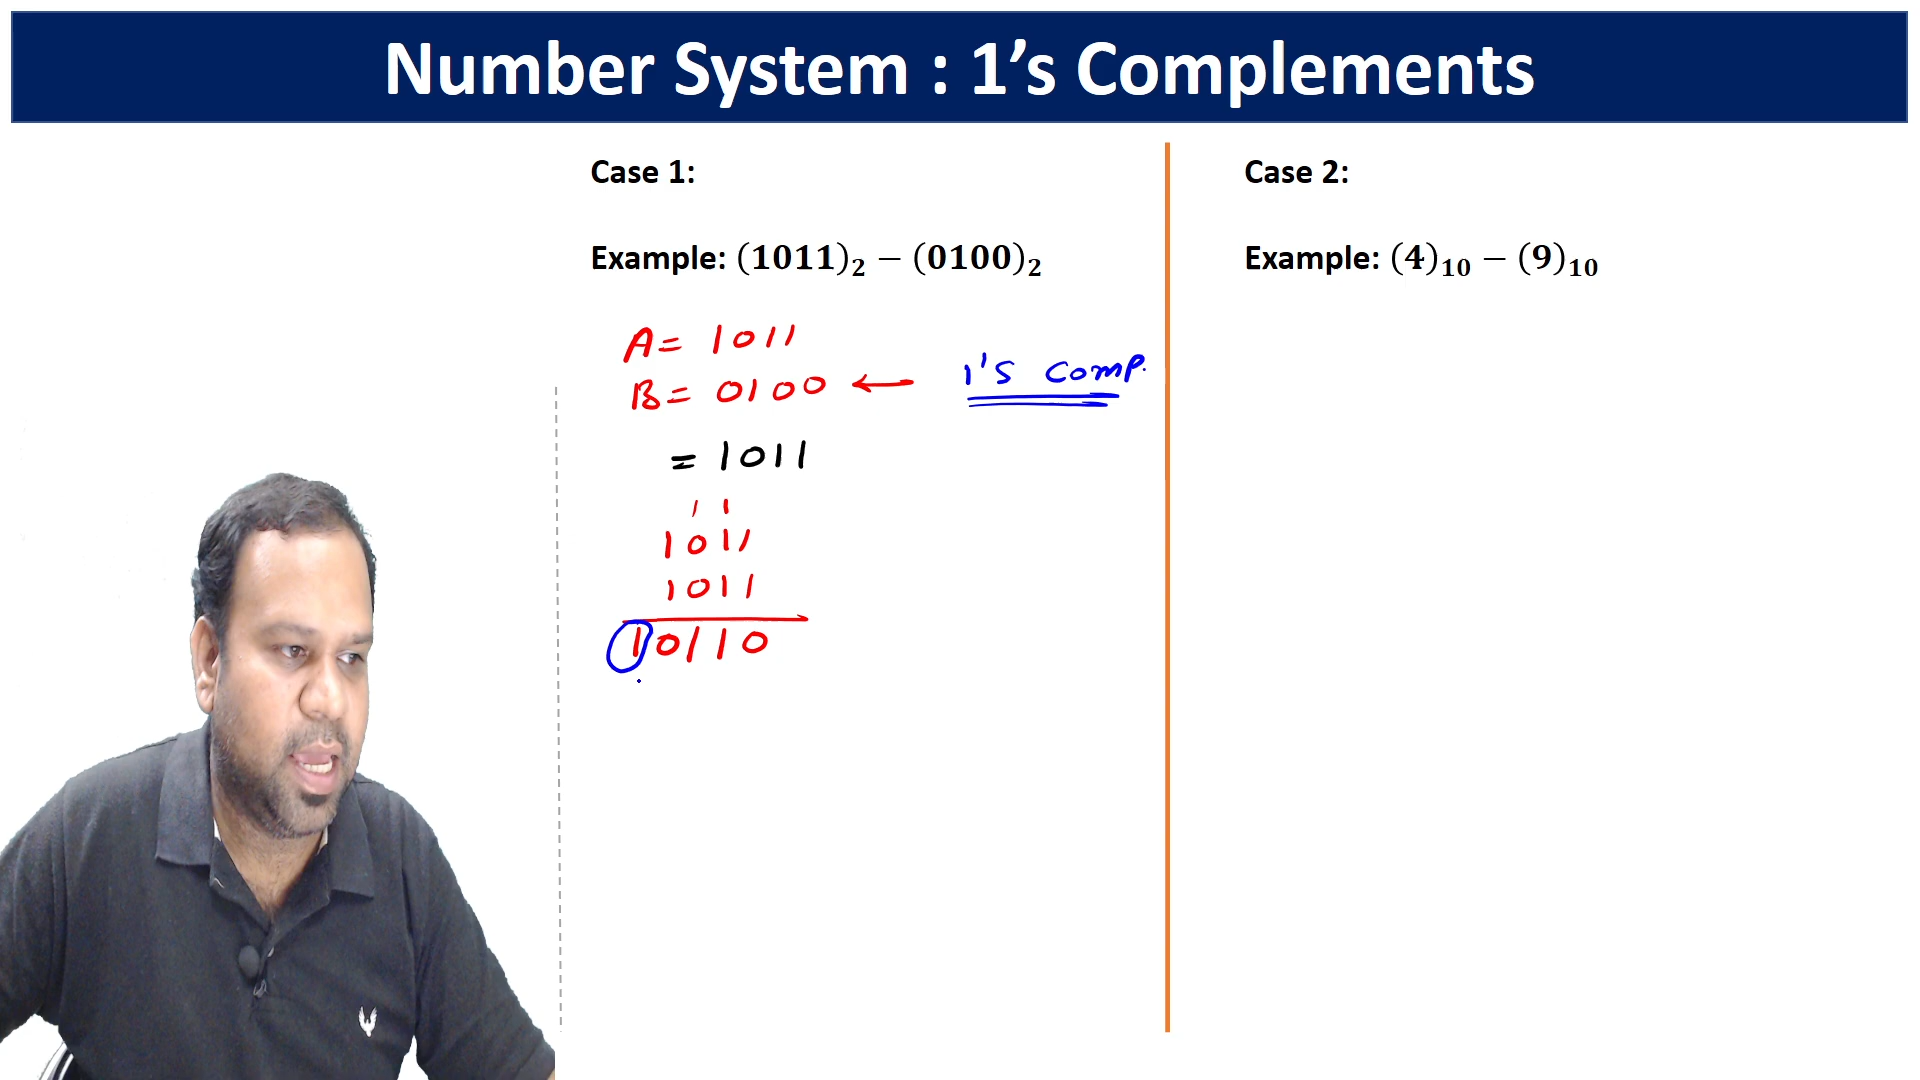 Number System : 1’s Complements
Case 1:
Example: (1011)₂ − (0100)₂
A = 1011
B = 0100 ← 1's comp.
= 1011
1 1
1011
1011
10110
Case 2:
Example: (4)₁₀ − (9)₁₀